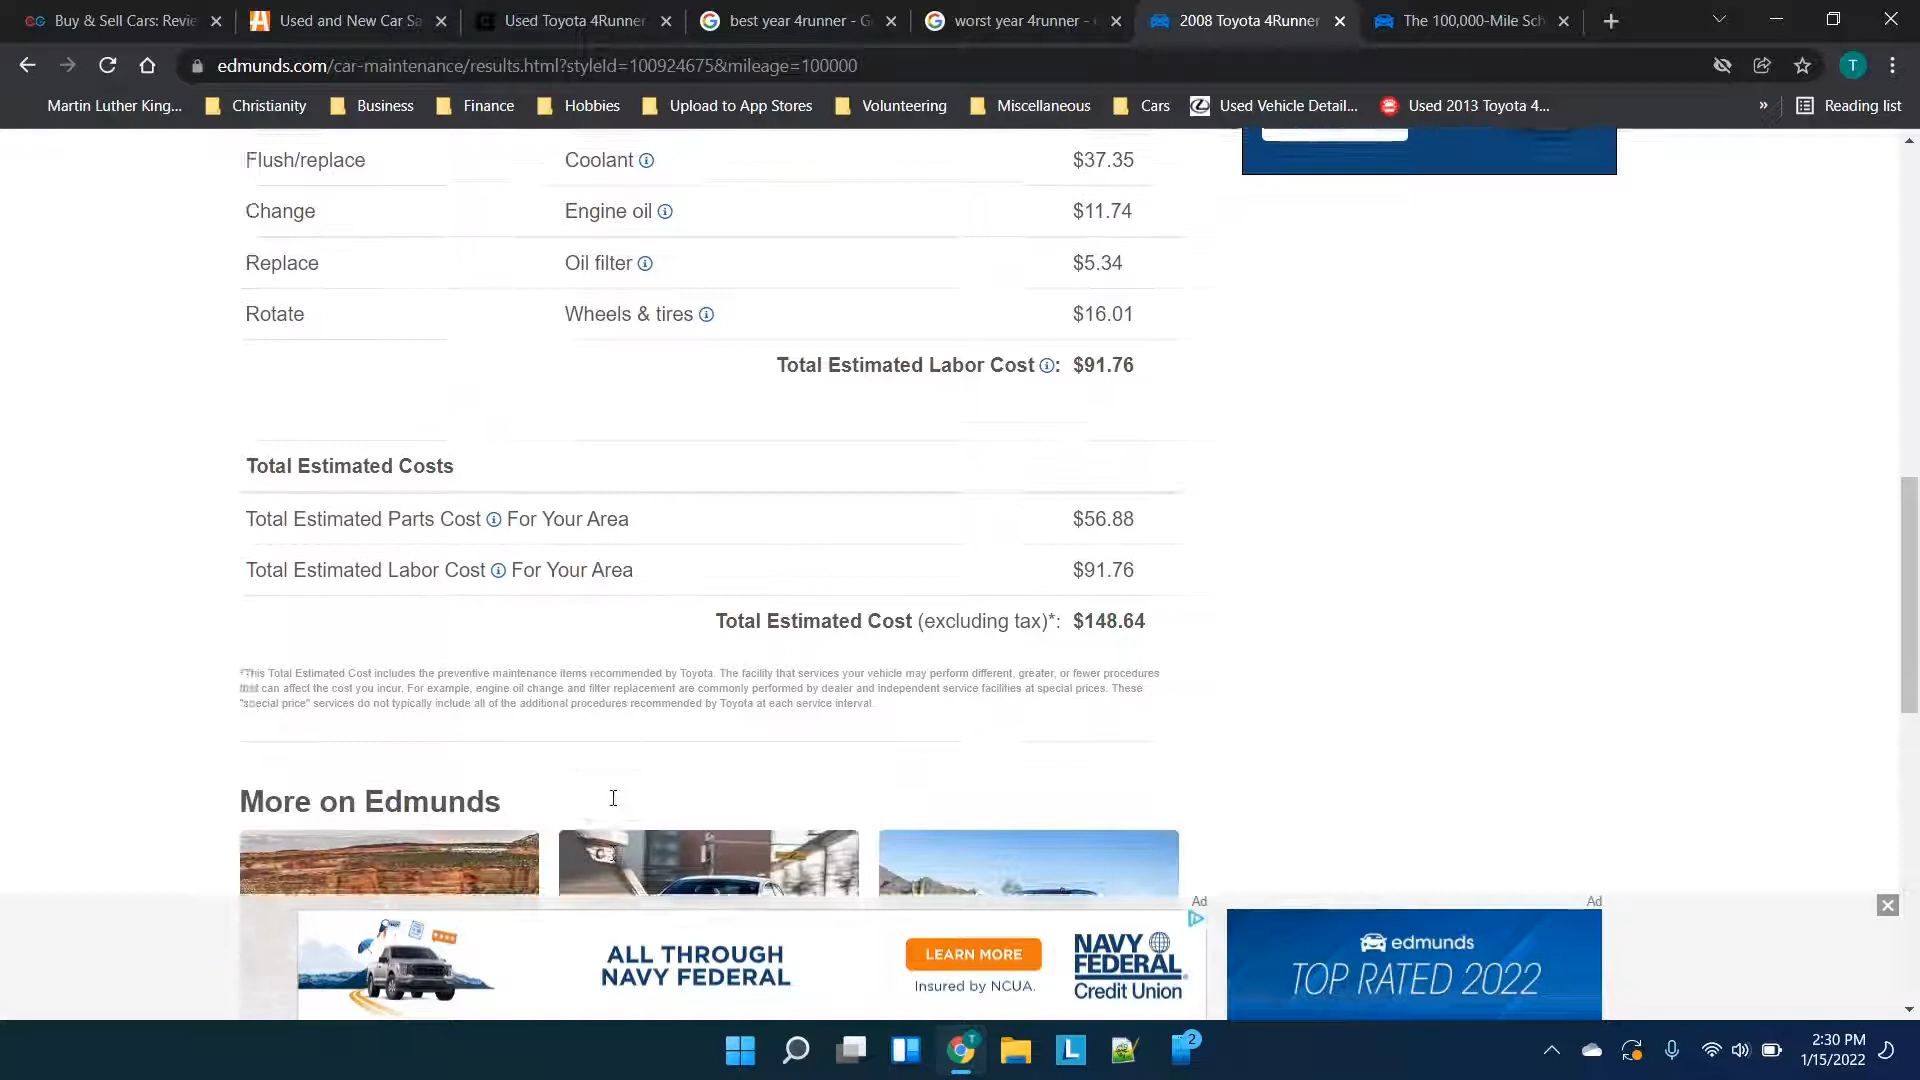 Buy & Sell Cars: Revie
Used and New Car Sa
Used Toyota 4Runner
best year 4runner - G
worst year 4runner -
2008 Toyota 4Runner
The 100,000-Mile Sch
edmunds.com/car-maintenance/results.html?styleId=100924675&mileage=100000
T
Martin Luther King...
Christianity
Business
Finance
Hobbies
Upload to App Stores
Volunteering
Miscellaneous
Cars
Used Vehicle Detail...
Used 2013 Toyota 4...
»
Reading list
Flush/replace Coolant $37.35
Change Engine oil $11.74
Replace Oil filter $5.34
Rotate Wheels & tires $16.01
Total Estimated Labor Cost : $91.76
Total Estimated Costs
Total Estimated Parts Cost For Your Area $56.88
Total Estimated Labor Cost For Your Area $91.76
Total Estimated Cost (excluding tax)*: $148.64
*This Total Estimated Cost includes the preventive maintenance items recommended by Toyota. The facility that services your vehicle may perform different, greater, or fewer procedures
can affect the cost you incur. For example, engine oil change and filter replacement are commonly performed by dealer and independent service facilities at special prices. These
"special price" services do not typically include all of the additional procedures recommended by Toyota at each service interval.
More on Edmunds
Ad
Ad
ALL THROUGH
NAVY FEDERAL
LEARN MORE
Insured by NCUA.
NAVY
FEDERAL
Credit Union
edmunds
TOP RATED 2022
T
L
2
2:30 PM
1/15/2022